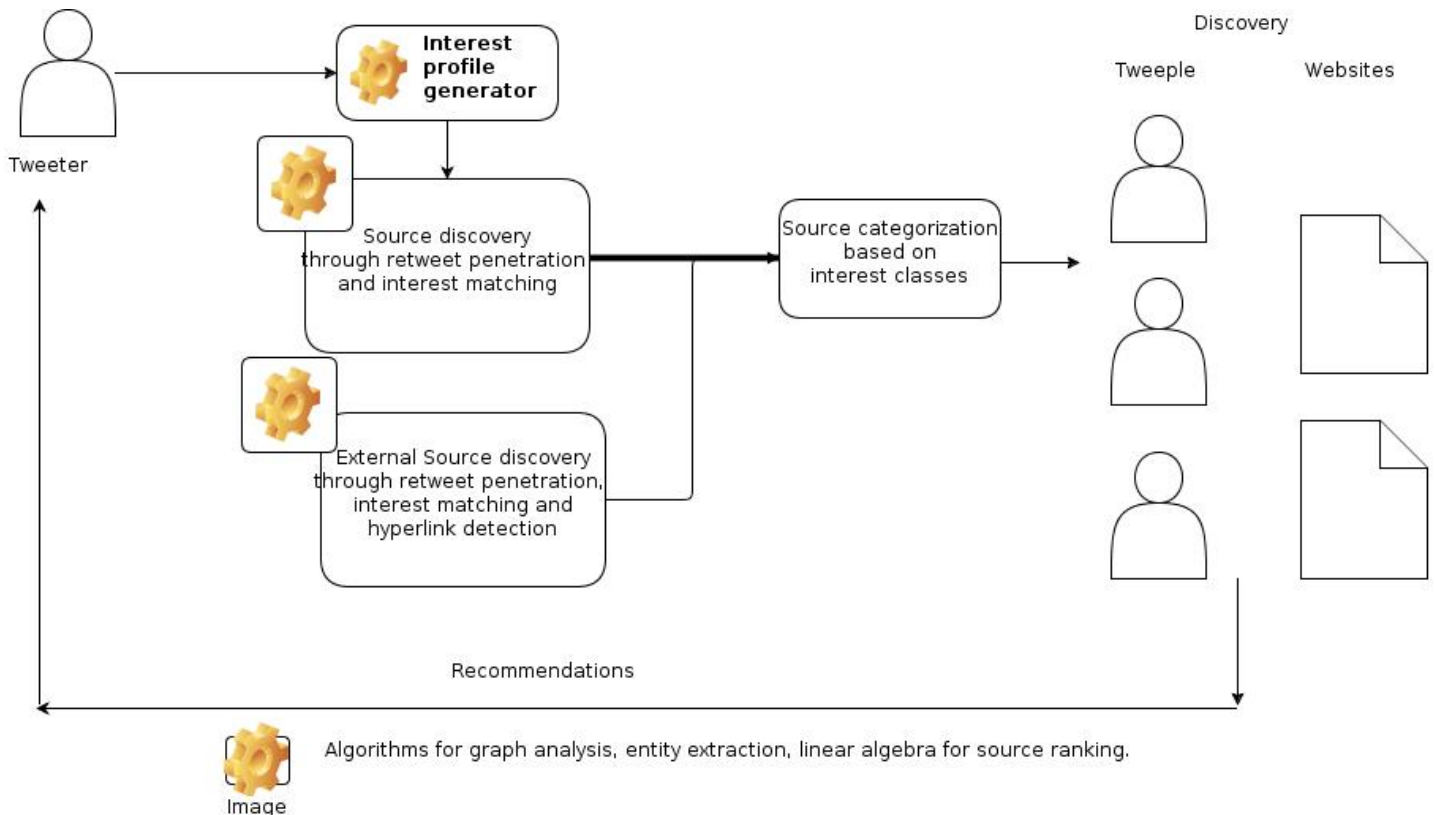 Discovery
Tweeple
Websites
Interest
profile
generator
Tweeter
Source discovery
through retweet penetration
and interest matching
Source categorization
based on
interest classes
External Source discovery
through retweet penetration,
interest matching and
hyperlink detection
Recommendations
Algorithms for graph analysis, entity extraction, linear algebra for source ranking.
Image